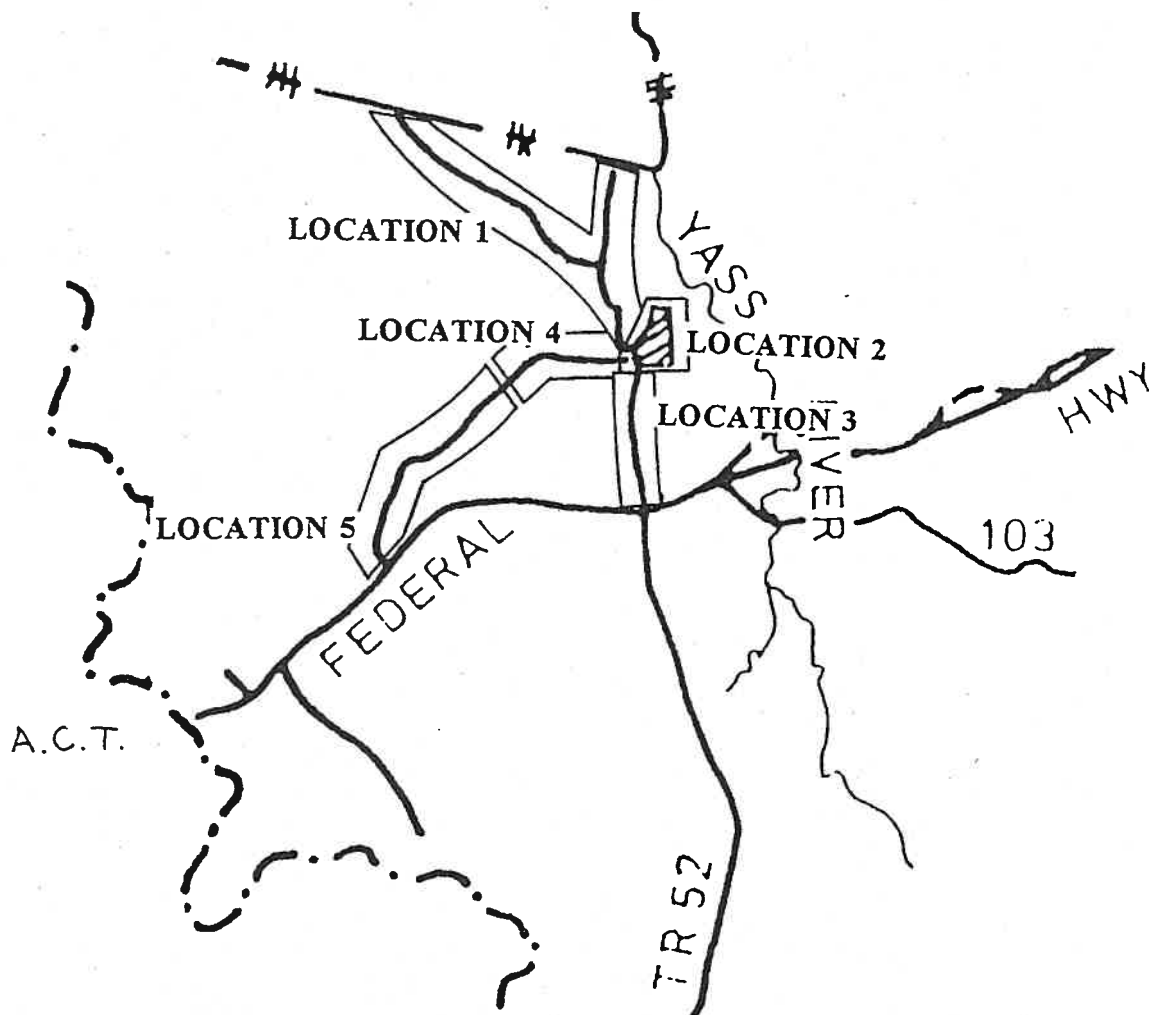 LOCATION 1
YASS
LOCATION 4
LOCATION 2
LOCATION 3
HWY
RIVER
LOCATION 5
103
FEDERAL
A.C.T.
TR 52